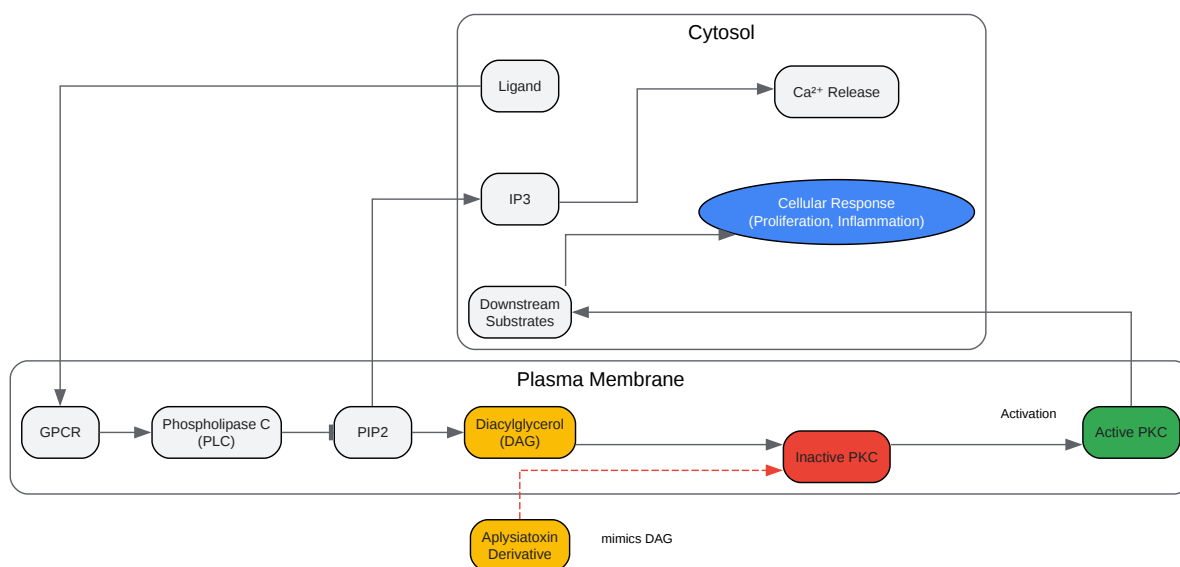 Cytosol
Ligand
Ca²⁺ Release
IP3
Cellular Response
(Proliferation, Inflammation)
Downstream
Substrates
Plasma Membrane
GPCR
Phospholipase C
(PLC)
PIP2
Diacylglycerol
(DAG)
Activation
Inactive PKC
Active PKC
Aplysiatoxin
Derivative
mimics DAG